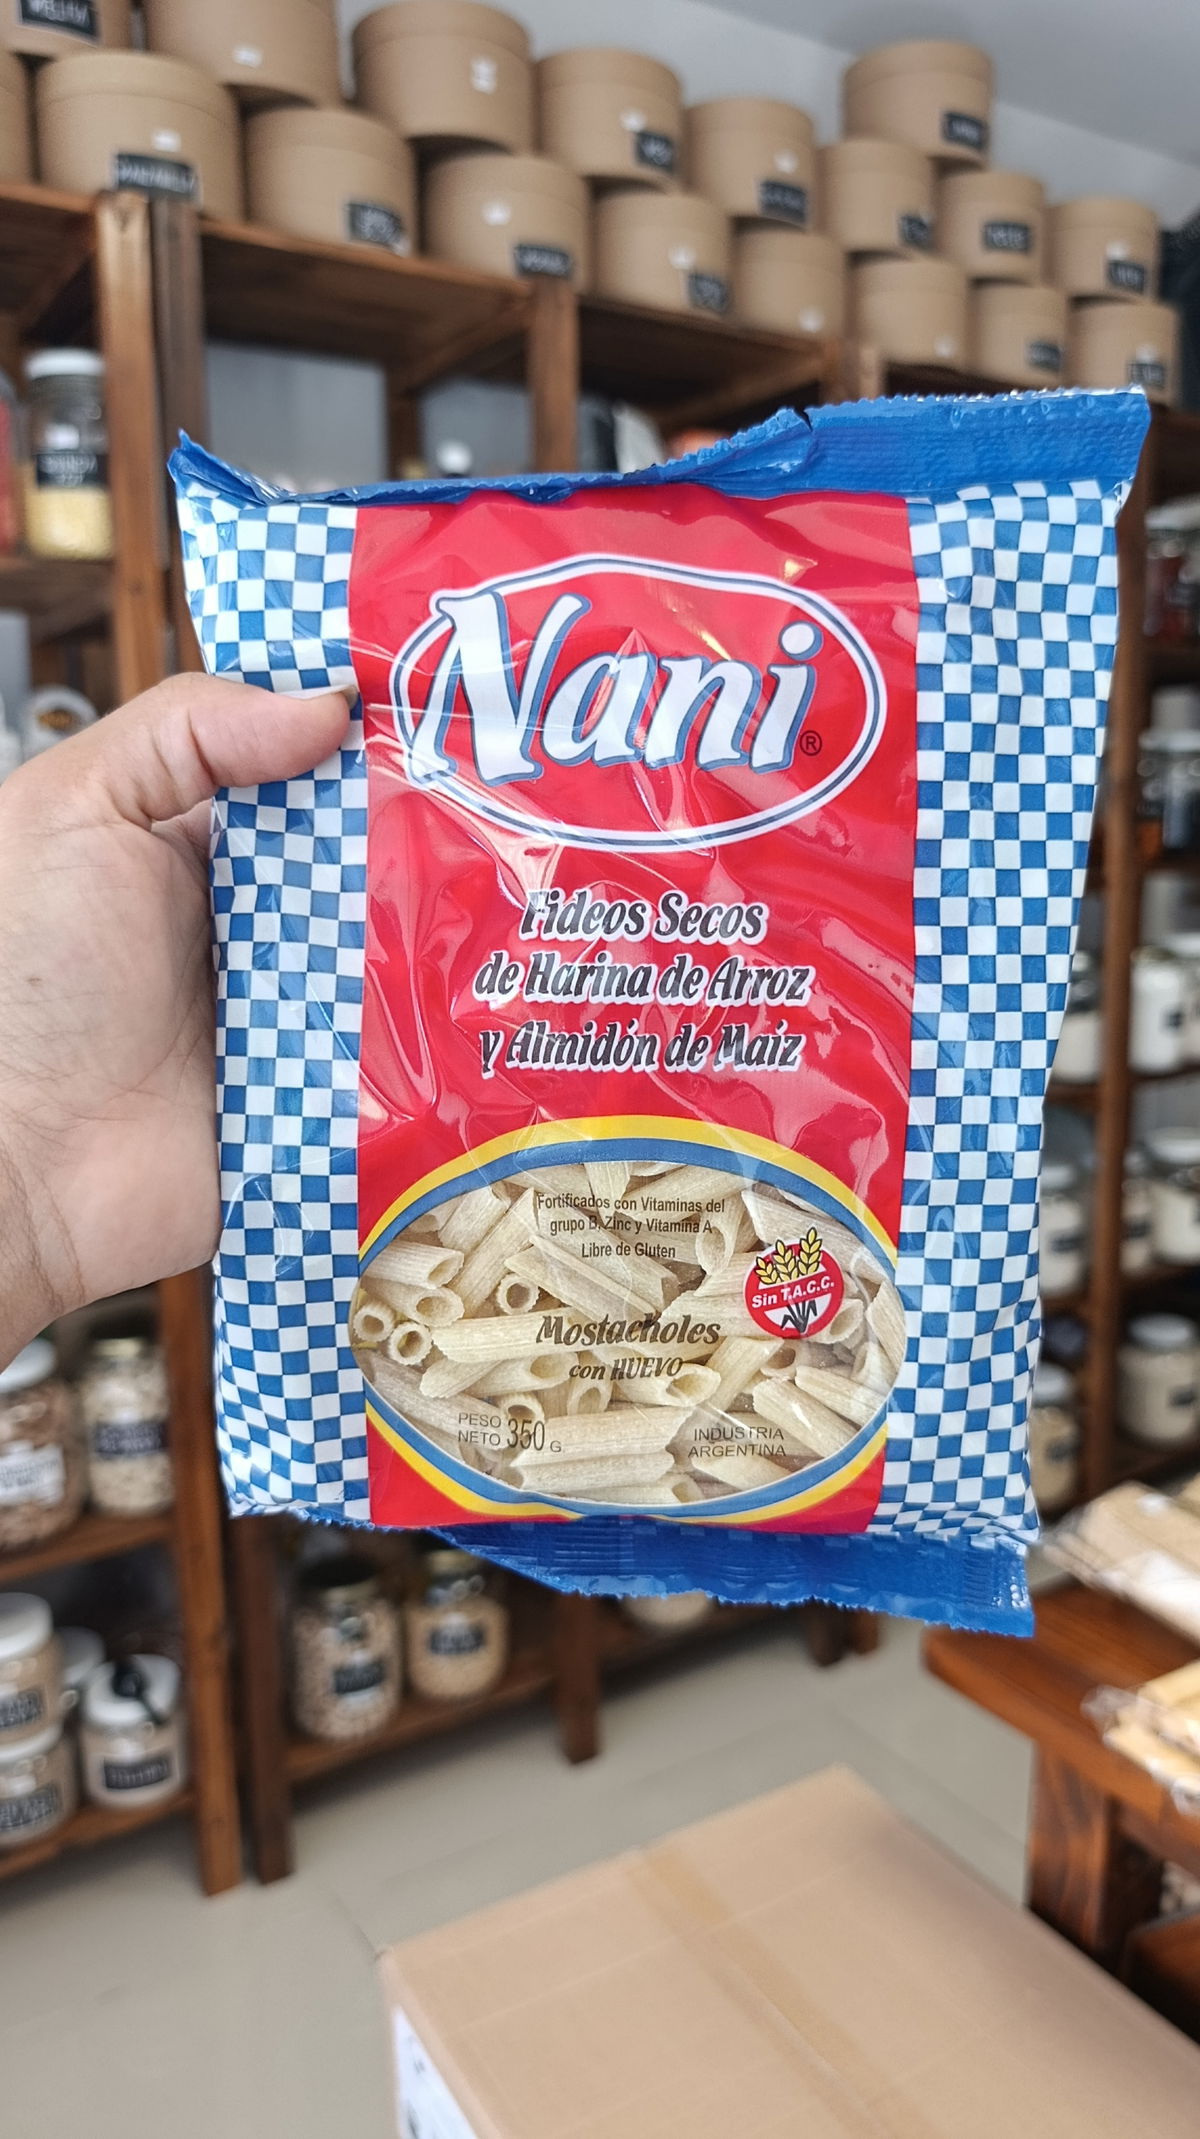 Nani®
Fideos Secos
de Harina de Arroz
y Almidón de Maíz
Fortificados con Vitaminas del
grupo B, Zinc y Vitamina A
Libre de Gluten
Sin T.A.C.C.
Mostacholes
con HUEVO
PESO
NETO 350 G
INDUSTRIA
ARGENTINA